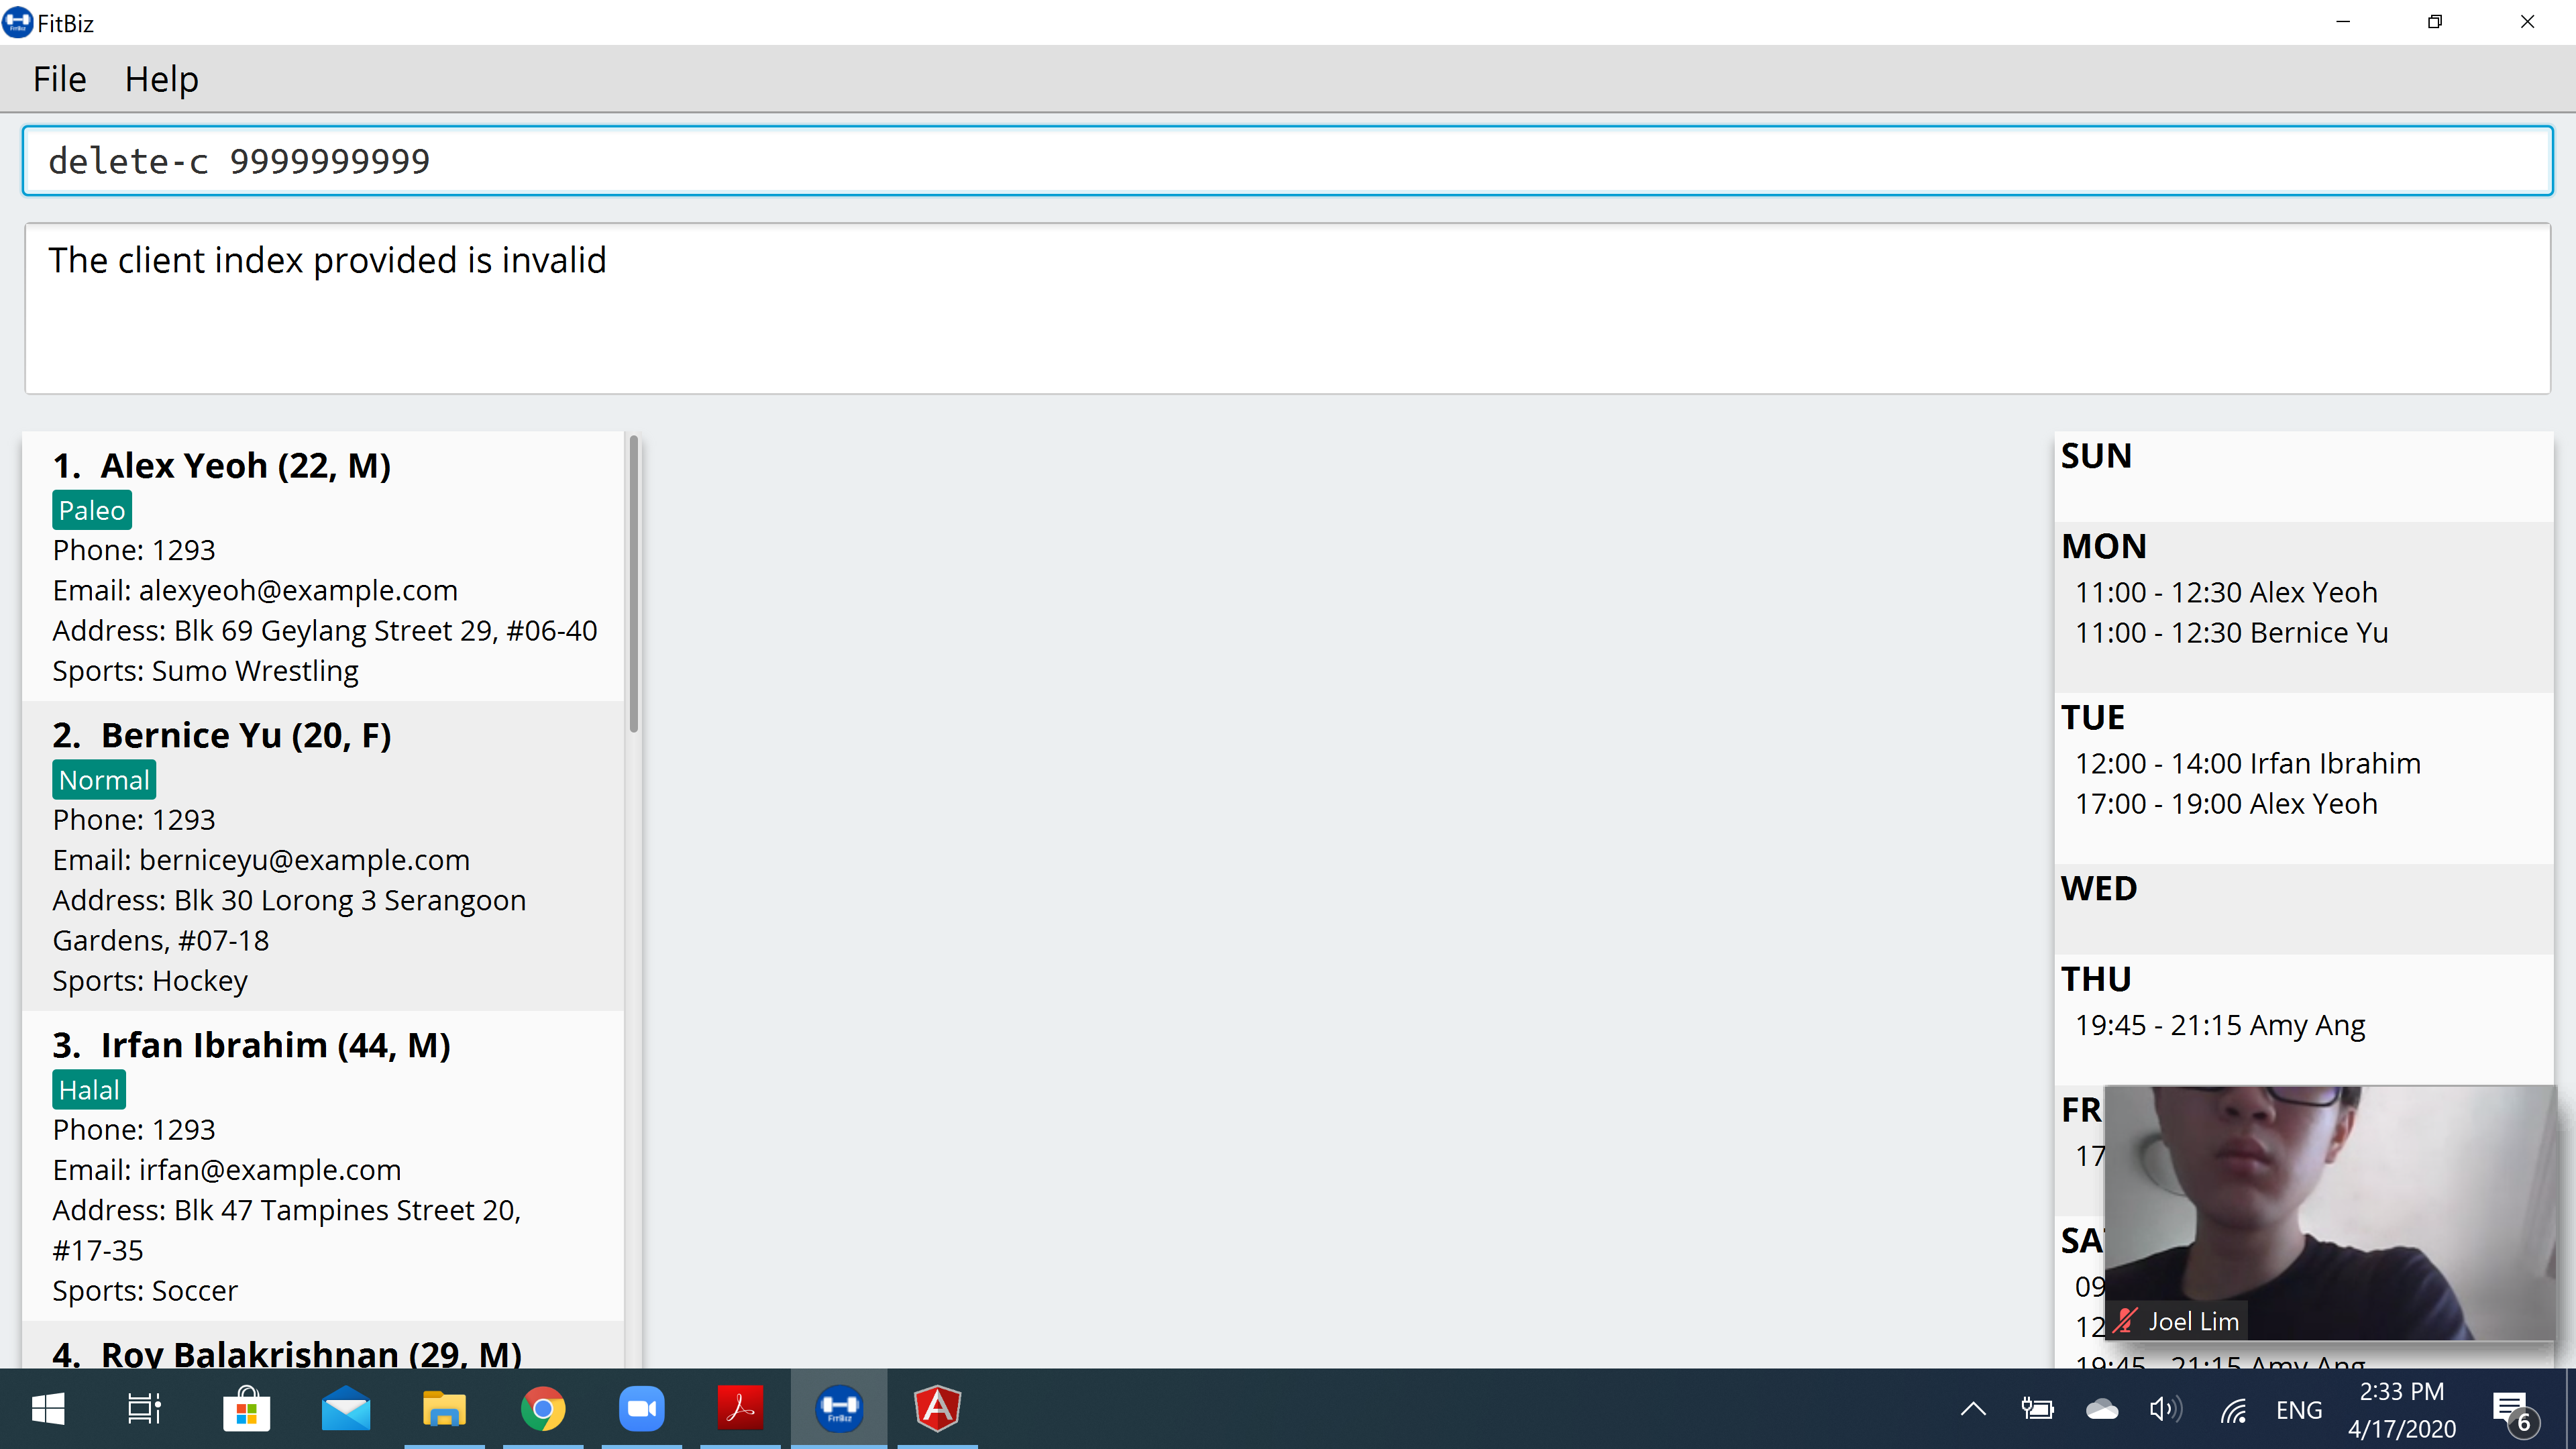 FitBiz
File Help
delete-c 9999999999
The client index provided is invalid
1. Alex Yeoh (22, M)
Paleo
Phone: 1293
Email: alexyeoh@example.com
Address: Blk 69 Geylang Street 29, #06-40
Sports: Sumo Wrestling
2. Bernice Yu (20, F)
Normal
Phone: 1293
Email: berniceyu@example.com
Address: Blk 30 Lorong 3 Serangoon
Gardens, #07-18
Sports: Hockey
3. Irfan Ibrahim (44, M)
Halal
Phone: 1293
Email: irfan@example.com
Address: Blk 47 Tampines Street 20,
#17-35
Sports: Soccer
4. Roy Balakrishnan (29, M)
SUN
MON
11:00 - 12:30 Alex Yeoh
11:00 - 12:30 Bernice Yu
TUE
12:00 - 14:00 Irfan Ibrahim
17:00 - 19:00 Alex Yeoh
WED
THU
19:45 - 21:15 Amy Ang
FR
17
SA
09
12
19:45 - 21:15 Amy Ang
Joel Lim
FitBiz
ENG
2:33 PM
4/17/2020
6